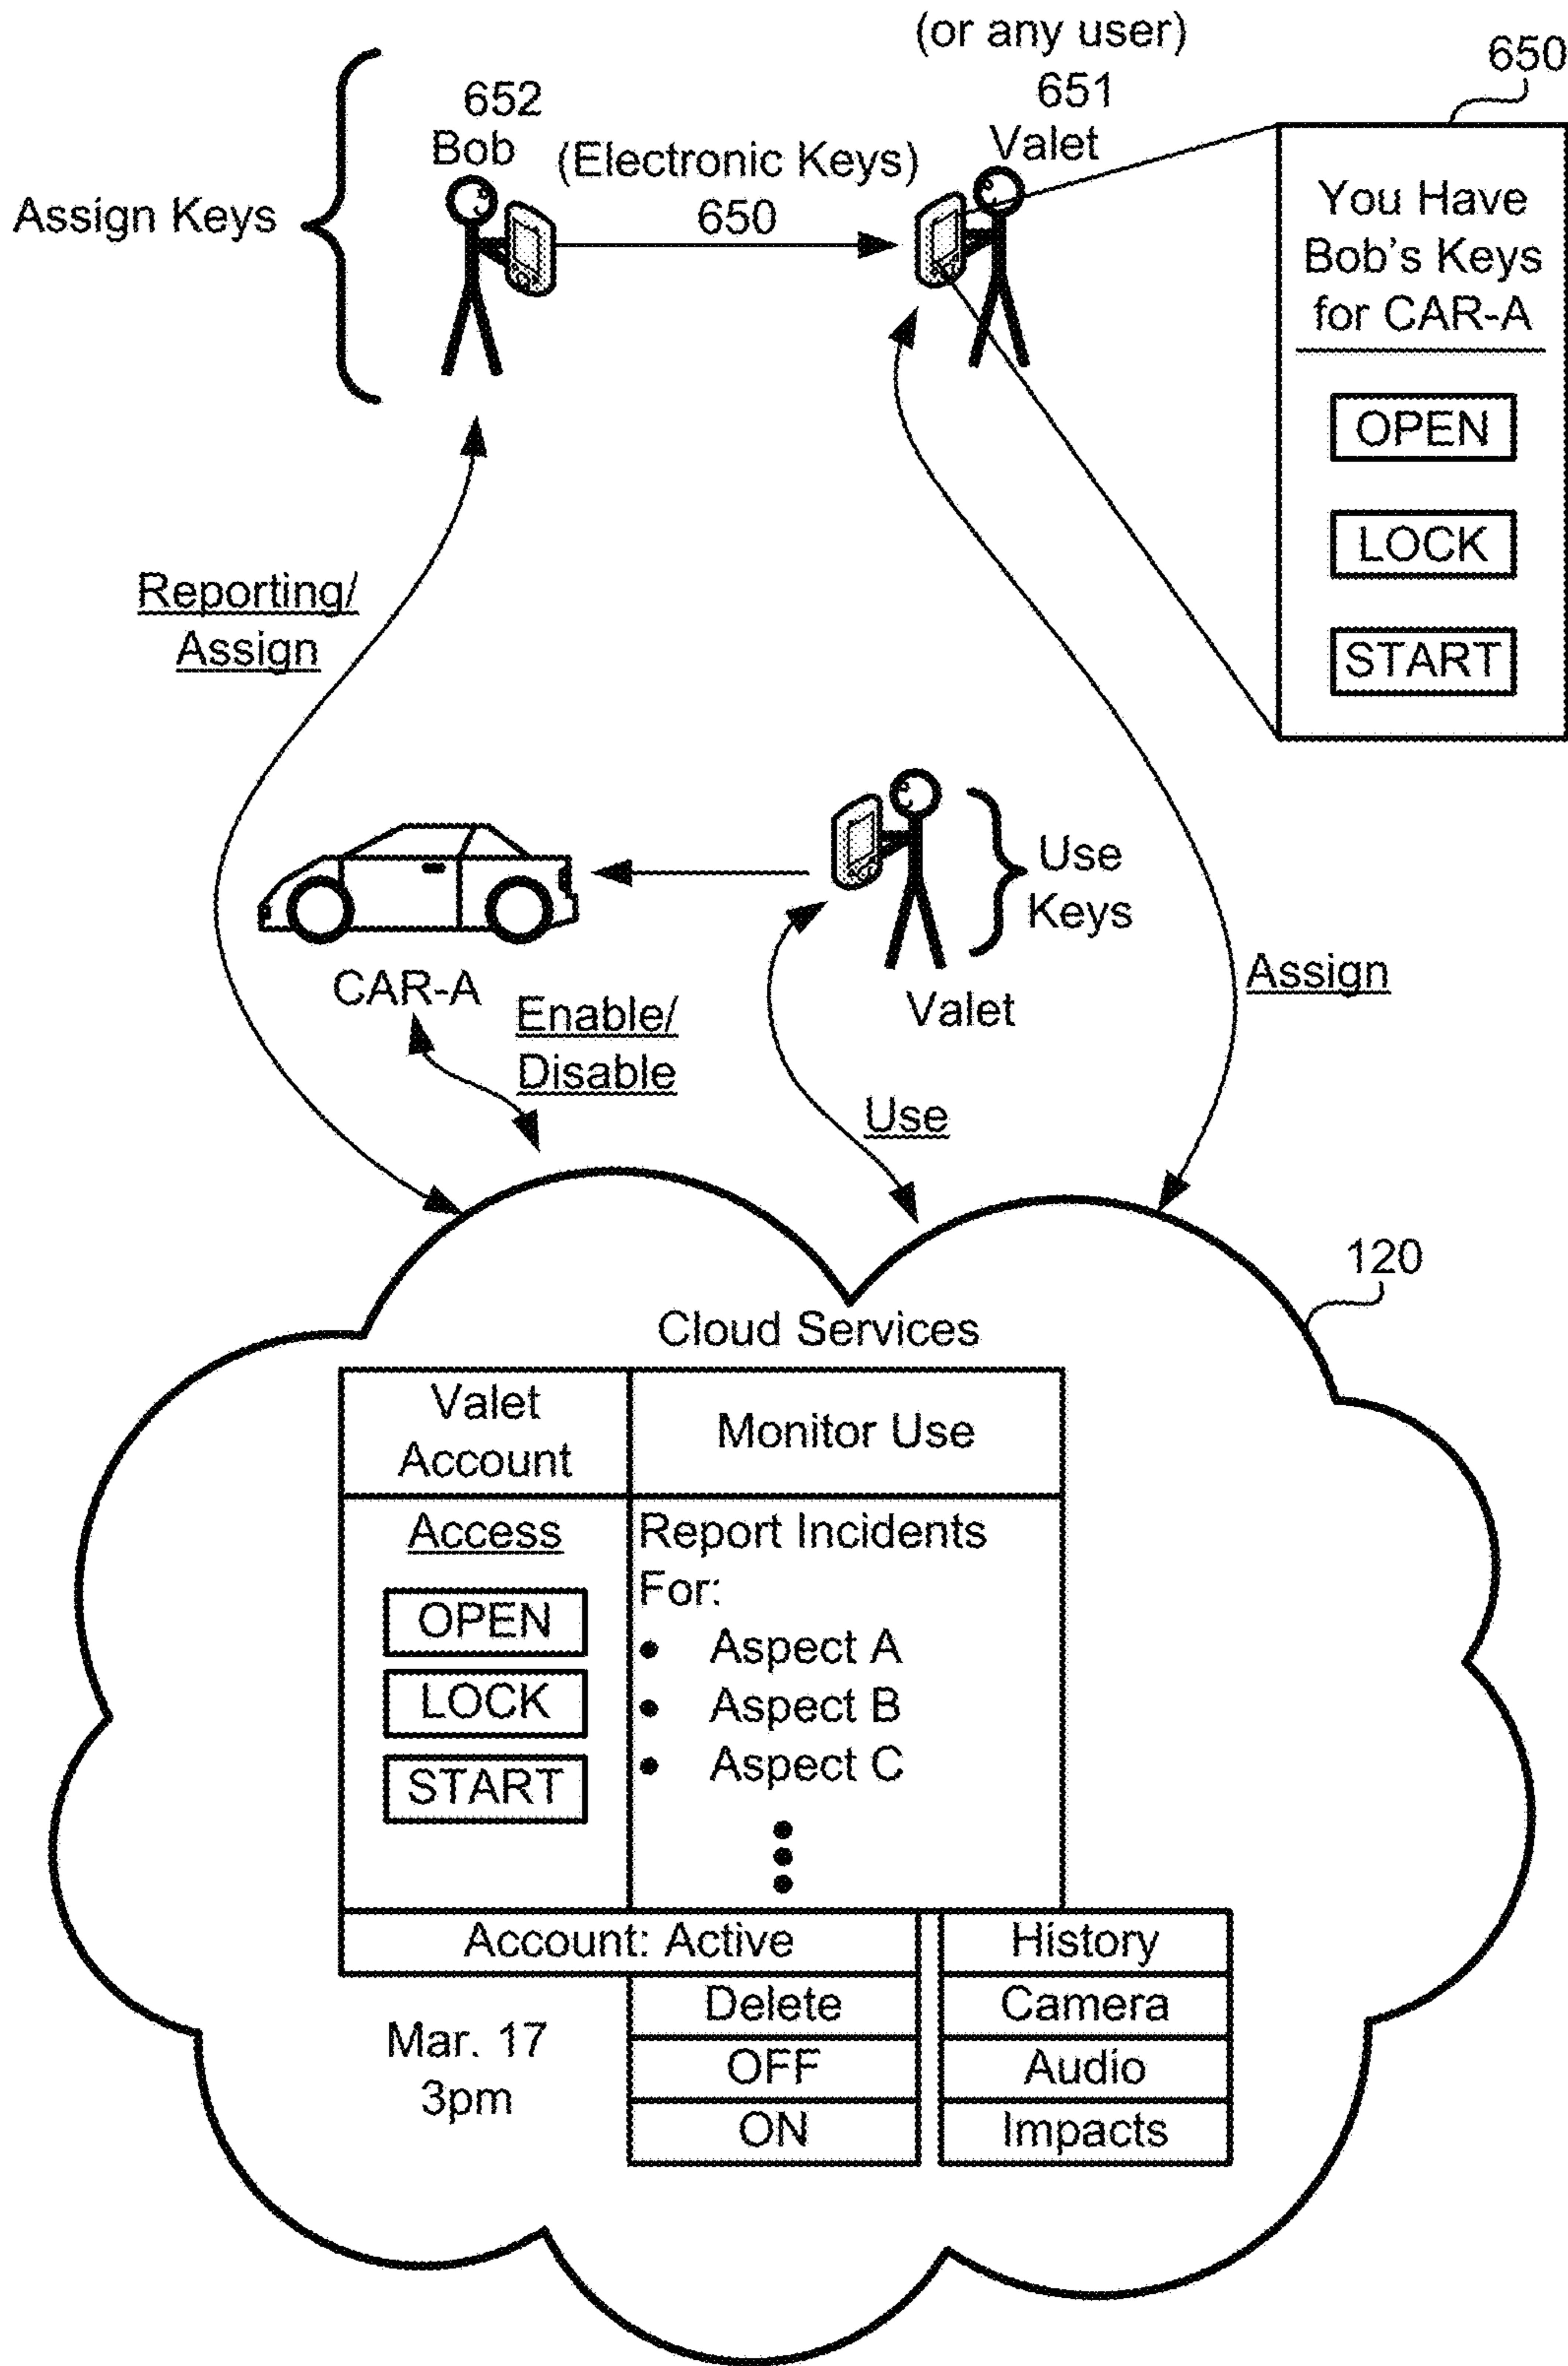 (or any user)
650
652
651
Bob
Valet
(Electronic Keys)
650
Assign Keys
You Have
Bob's Keys
for CAR-A
OPEN
LOCK
START
Reporting/
Assign
Use
Keys
CAR-A
Valet
Assign
Enable/
Disable
Use
120
Cloud Services
Valet
Account
Monitor Use
Access
OPEN
LOCK
START
Report Incidents
For:
• Aspect A
• Aspect B
• Aspect C
Account: Active
Delete
OFF
ON
History
Camera
Audio
Impacts
Mar. 17
3pm